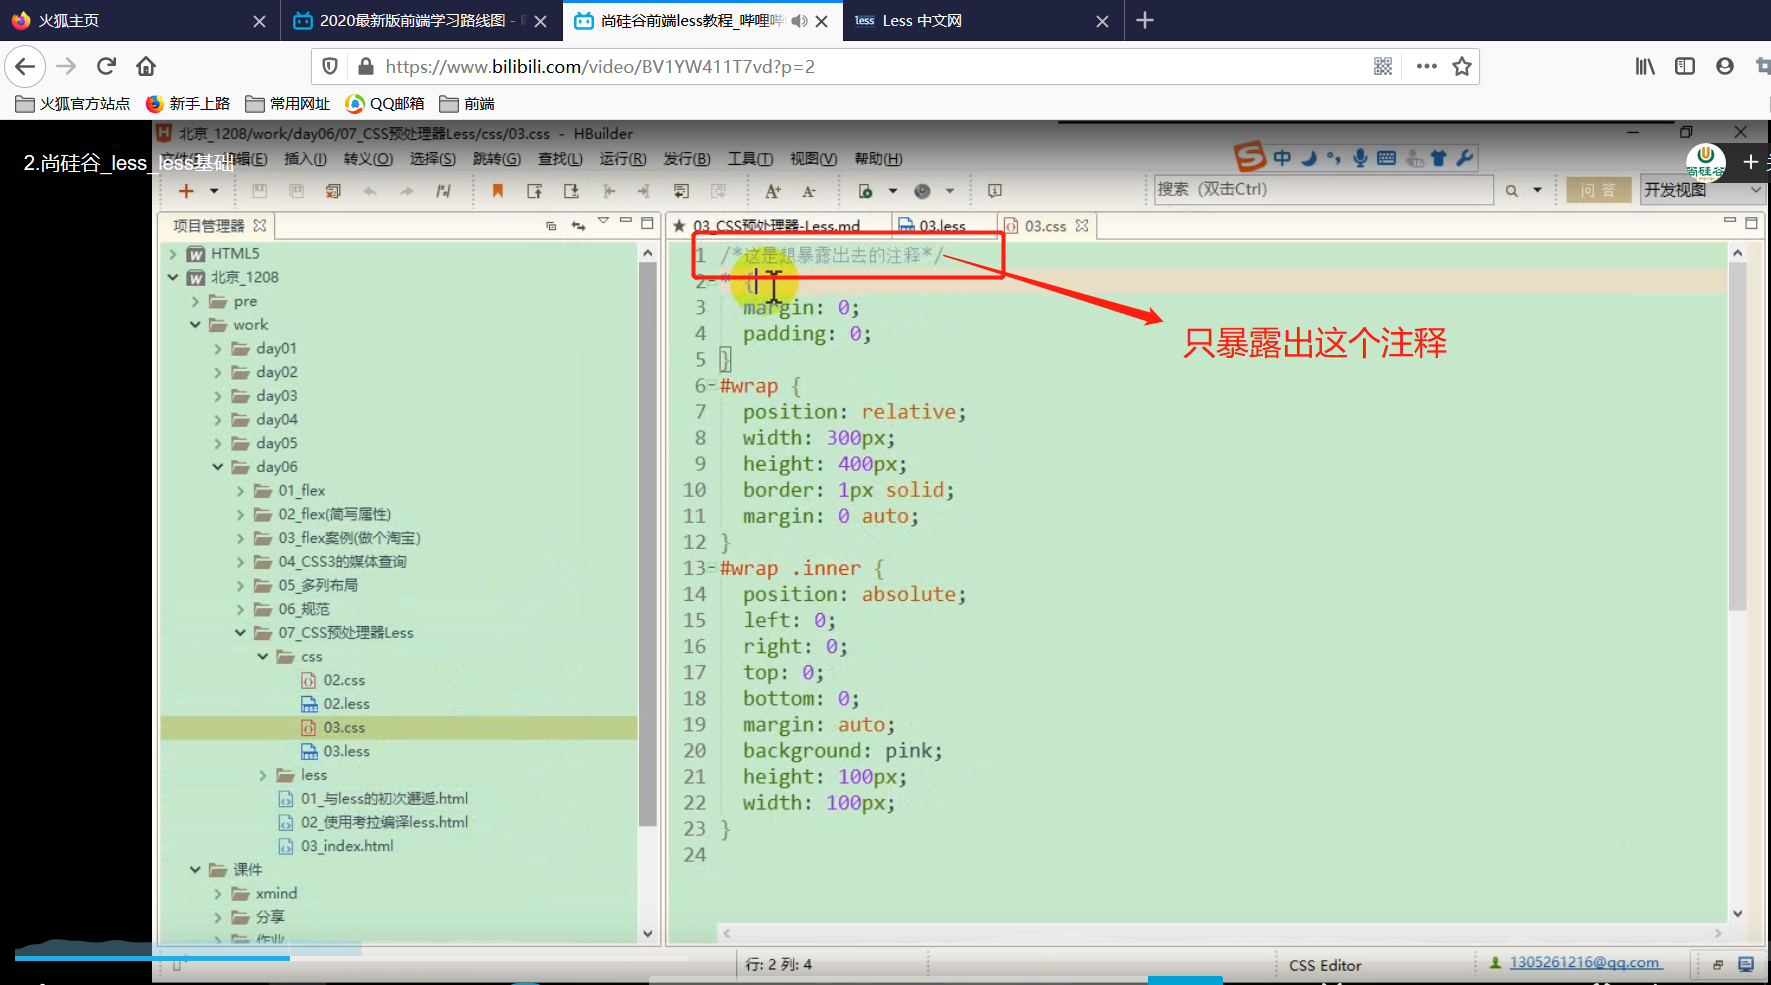 火狐主页
2020最新版前端学习路线图 -
尚硅谷前端less教程_哔哩哔
less Less 中文网
https://www.bilibili.com/video/BV1YW411T7vd?p=2
火狐官方站点 新手上路 常用网址 QQ邮箱 前端
北京_1208/work/day06/07_CSS预处理器Less/css/03.css - HBuilder
2.尚硅谷_less_less基础
编辑(E) 插入(I) 转义(O) 选择(S) 跳转(G) 查找(L) 运行(R) 发行(B) 工具(T) 视图(V) 帮助(H)
中
尚硅谷
搜索 (双击Ctrl)
问 答
开发视图
项目管理器
03_CSS预处理器-Less.md
03.less
03.css
HTML5
北京_1208
pre
work
day01
day02
day03
day04
day05
day06
01_flex
02_flex(简写属性)
03_flex案例(做个淘宝)
04_CSS3的媒体查询
05_多列布局
06_规范
07_CSS预处理器Less
css
02.css
02.less
03.css
03.less
less
01_与less的初次邂逅.html
02_使用考拉编译less.html
03_index.html
课件
xmind
分享
作业
1 /*这是想暴露出去的注释*/
2 * {
3 margin: 0;
4 padding: 0;
5 }
6 #wrap {
7 position: relative;
8 width: 300px;
9 height: 400px;
10 border: 1px solid;
11 margin: 0 auto;
12 }
13 #wrap .inner {
14 position: absolute;
15 left: 0;
16 right: 0;
17 top: 0;
18 bottom: 0;
19 margin: auto;
20 background: pink;
21 height: 100px;
22 width: 100px;
23 }
24
只暴露出这个注释
行: 2 列: 4
CSS Editor
1305261216@qq.com